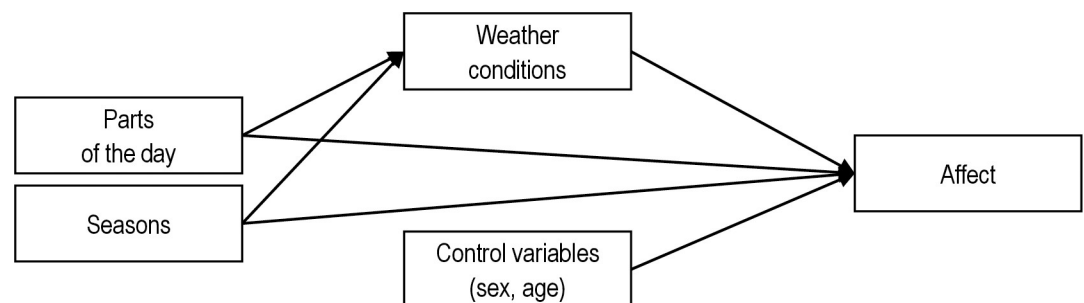 Weather
conditions
Parts
of the day
Seasons
Affect
Control variables
(sex, age)